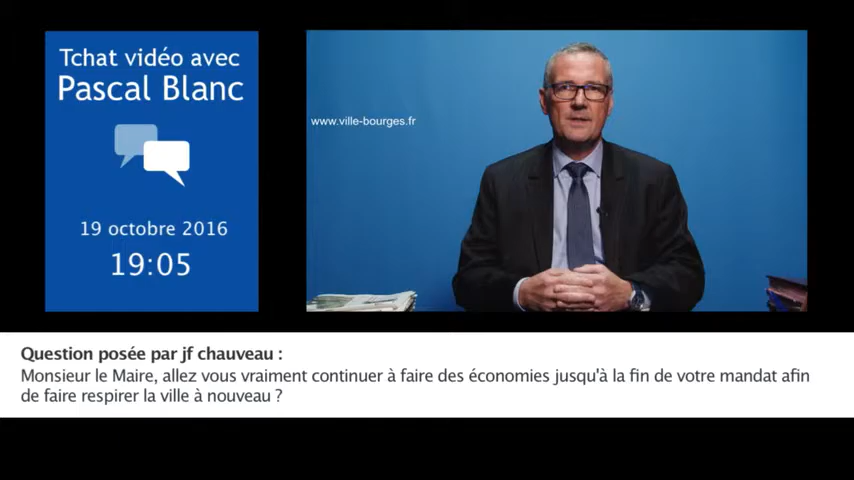 Tchat vidéo avec
Pascal Blanc
19 octobre 2016
19:05
www.ville-bourges.fr
Question posée par jf chauveau :
Monsieur le Maire, allez vous vraiment continuer à faire des économies jusqu'à la fin de votre mandat afin
de faire respirer la ville à nouveau ?